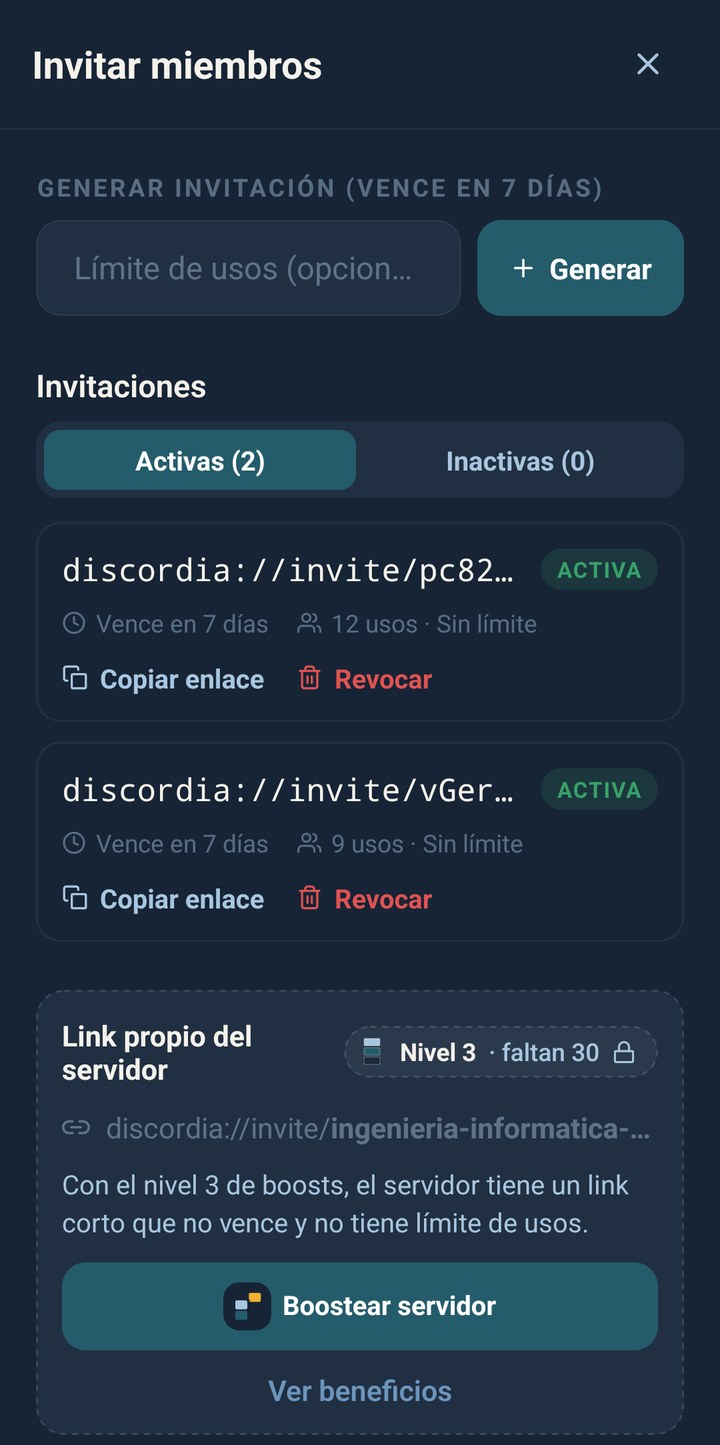 Invitar miembros
GENERAR INVITACIÓN (VENCE EN 7 DÍAS)
Límite de usos (opcion...
+ Generar
Invitaciones
Activas (2)
Inactivas (0)
discordia://invite/pc82…
ACTIVA
Vence en 7 días
12 usos · Sin límite
Copiar enlace
Revocar
discordia://invite/vGer…
ACTIVA
Vence en 7 días
9 usos · Sin límite
Copiar enlace
Revocar
Link propio del
servidor
Nivel 3 · faltan 30
discordia://invite/ingenieria-informatica-…
Con el nivel 3 de boosts, el servidor tiene un link
corto que no vence y no tiene límite de usos.
Boostear servidor
Ver beneficios